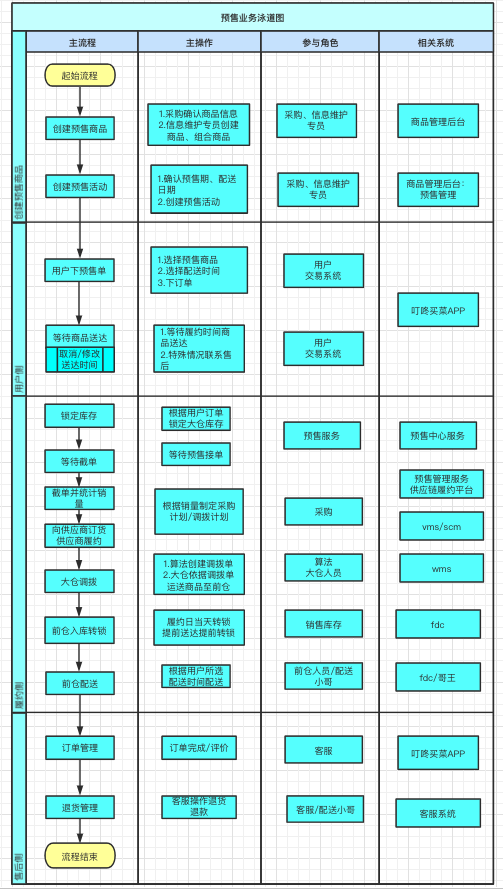 预售业务泳道图
主流程
主操作
参与角色
相关系统
创建预售商品
起始流程
创建预售商品
1.采购确认商品信息
2.信息维护专员创建
商品、组合商品
采购、信息维护
专员
商品管理后台
创建预售活动
1.确认预售期、配送
日期
2.创建预售活动
采购、信息维护
专员
商品管理后台:
预售管理
用户侧
用户下预售单
1.选择预售商品
2.选择配送时间
3.下订单
用户
交易系统
叮咚买菜APP
等待商品送达
取消/修改
送达时间
1.等待履约时间商
品送达
2.特殊情况联系售
后
用户
交易系统
履约侧
锁定库存
根据用户订单
锁定大仓库存
预售服务
预售中心服务
等待截单
等待预售接单
截单并统计销
量
根据销量制定采购
计划/调拨计划
采购
预售管理服务
供应链履约平台
向供应商订货
供应商履约
vms/scm
大仓调拨
1.算法创建调拨单
2.大仓依据调拨单
运送商品至前仓
算法
大仓人员
wms
前仓入库转锁
履约日当天转锁
提前送达提前转锁
销售库存
fdc
前仓配送
根据用户所选
配送时间配送
前仓人员/配送
小哥
fdc/哥王
售后侧
订单管理
订单完成/评价
客服
叮咚买菜APP
退货管理
客服操作退货
退款
客服/配送小哥
客服系统
流程结束